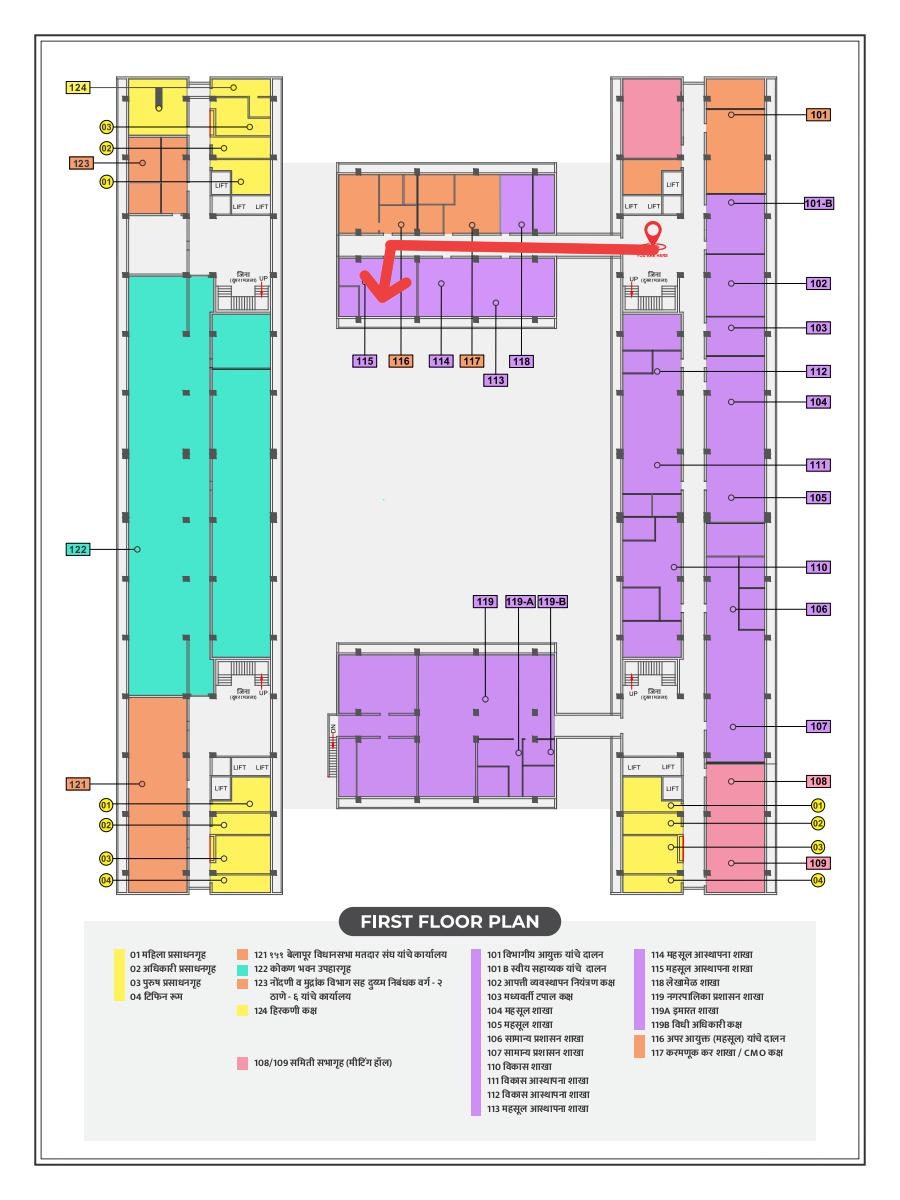 124
03
02
123
01
LIFT
LIFT
LIFT
जिना
UP
122
121
जिना
UP
LIFT
LIFT
LIFT
01
02
03
04
115
116
114
117
118
113
119
119-A
119-B
DN
LIFT
LIFT
LIFT
YOU ARE HERE
जिना
UP
101
101-B
102
103
112
104
111
105
110
106
जिना
UP
107
LIFT
LIFT
LIFT
108
01
02
03
109
04
FIRST FLOOR PLAN
01 महिला प्रसाधनगृह
02 अधिकारी प्रसाधनगृह
03 पुरुष प्रसाधनगृह
04 टिफिन रूम
121 १५१ बेलापूर विधानसभा मतदार संघ यांचे कार्यालय
122 कोकण भवन उपहारगृह
123 नोंदणी व मुद्रांक विभाग सह दुय्यम निबंधक वर्ग - २
ठाणे - ६ यांचे कार्यालय
124 हिरकणी कक्ष
108/109 समिती सभागृह (मीटिंग हॉल)
101 विभागीय आयुक्त यांचे दालन
101 B स्वीय सहाय्यक यांचे दालन
102 आपत्ती व्यवस्थापन नियंत्रण कक्ष
103 मध्यवर्ती टपाल कक्ष
104 महसूल शाखा
105 महसूल शाखा
106 सामान्य प्रशासन शाखा
107 सामान्य प्रशासन शाखा
110 विकास शाखा
111 विकास आस्थापना शाखा
112 विकास आस्थापना शाखा
113 महसूल आस्थापना शाखा
114 महसूल आस्थापना शाखा
115 महसूल आस्थापना शाखा
118 लेखामेळ शाखा
119 नगरपालिका प्रशासन शाखा
119A इमारत शाखा
119B विधी अधिकारी कक्ष
116 अपर आयुक्त (महसूल) यांचे दालन
117 करमणूक कर शाखा / CMO कक्ष